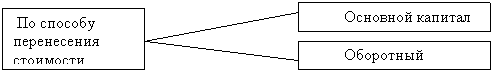 По способу
перенесения
стоимости
Основной капитал
Оборотный